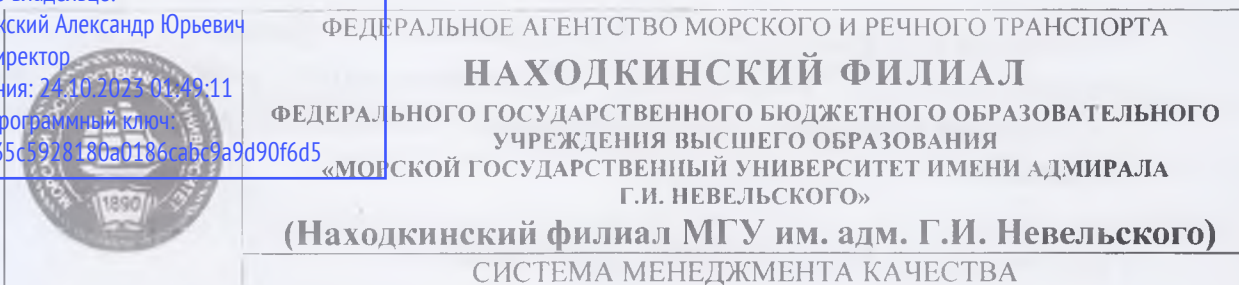 кский Александр Юрьевич
иректор
ния: 24.10.2023 01:49:11
рограммный ключ:
55c5928180a0186cabc9a9d90f6d5
1890
ФЕДЕРАЛЬНОЕ АГЕНТСТВО МОРСКОГО И РЕЧНОГО ТРАНСПОРТА
НАХОДКИНСКИЙ ФИЛИАЛ
ФЕДЕРАЛЬНОГО ГОСУДАРСТВЕННОГО БЮДЖЕТНОГО ОБРАЗОВАТЕЛЬНОГО
УЧРЕЖДЕНИЯ ВЫСШЕГО ОБРАЗОВАНИЯ
«МОРСКОЙ ГОСУДАРСТВЕННЫЙ УНИВЕРСИТЕТ ИМЕНИ АДМИРАЛА
Г.И. НЕВЕЛЬСКОГО»
(Находкинский филиал МГУ им. адм. Г.И. Невельского)
СИСТЕМА МЕНЕДЖМЕНТА КАЧЕСТВА